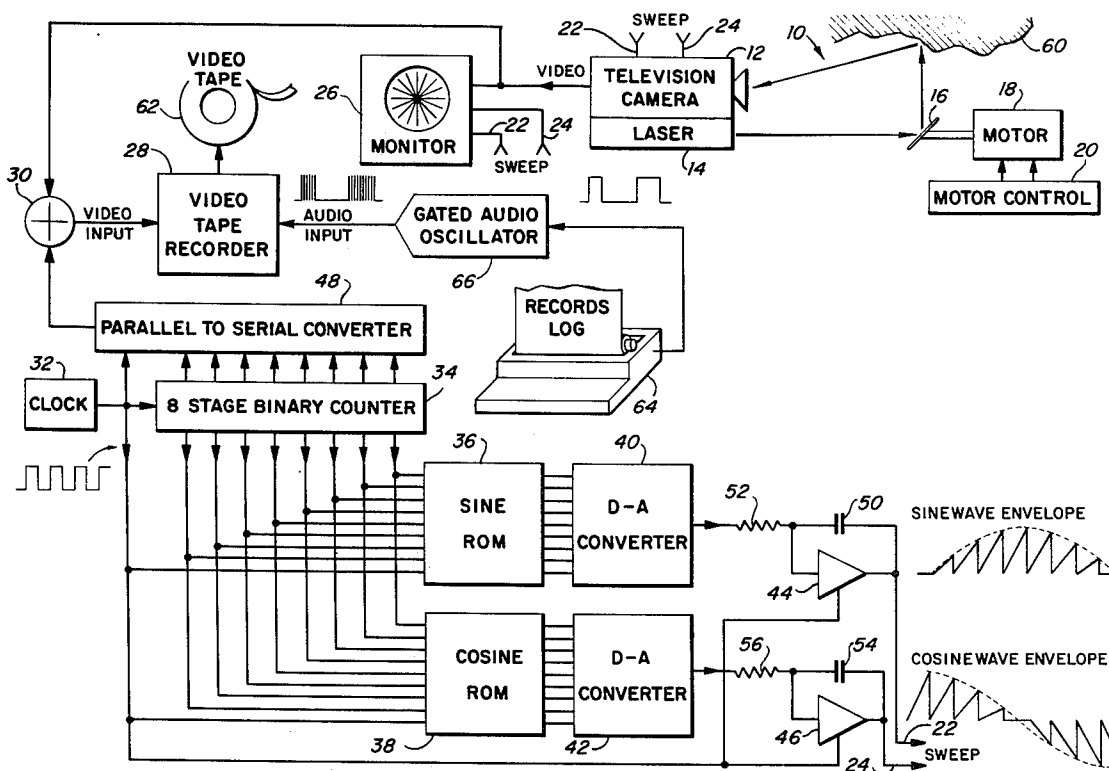 SWEEP
22
24
12
10
60
VIDEO
TAPE
62
26
MONITOR
22
24
SWEEP
VIDEO
TELEVISION
CAMERA
LASER
14
16
18
MOTOR
20
MOTOR CONTROL
28
30
VIDEO
INPUT
VIDEO
TAPE
RECORDER
AUDIO
INPUT
GATED AUDIO
OSCILLATOR
66
48
PARALLEL TO SERIAL CONVERTER
RECORDS
LOG
64
32
CLOCK
34
8 STAGE BINARY COUNTER
36
SINE
ROM
40
D-A
CONVERTER
52
50
44
SINEWAVE ENVELOPE
COSINE
ROM
38
D-A
CONVERTER
42
56
54
46
COSINEWAVE ENVELOPE
22
SWEEP
24